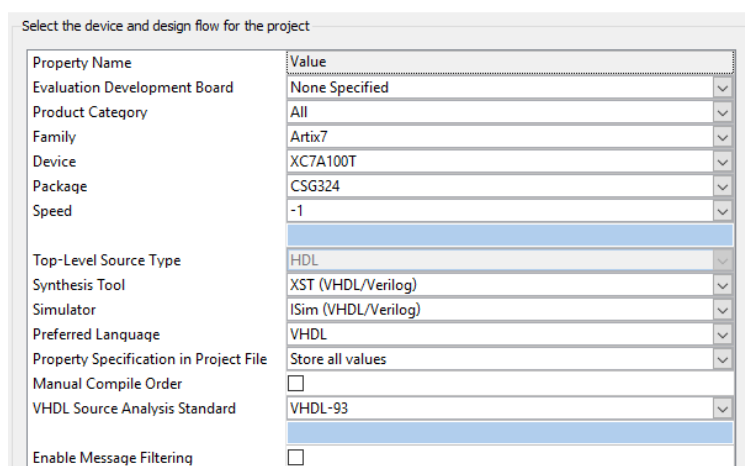 Select the device and design flow for the project
Property Name Value
Evaluation Development Board None Specified
Product Category All
Family Artix7
Device XC7A100T
Package CSG324
Speed -1
Top-Level Source Type HDL
Synthesis Tool XST (VHDL/Verilog)
Simulator ISim (VHDL/Verilog)
Preferred Language VHDL
Property Specification in Project File Store all values
Manual Compile Order
VHDL Source Analysis Standard VHDL-93
Enable Message Filtering